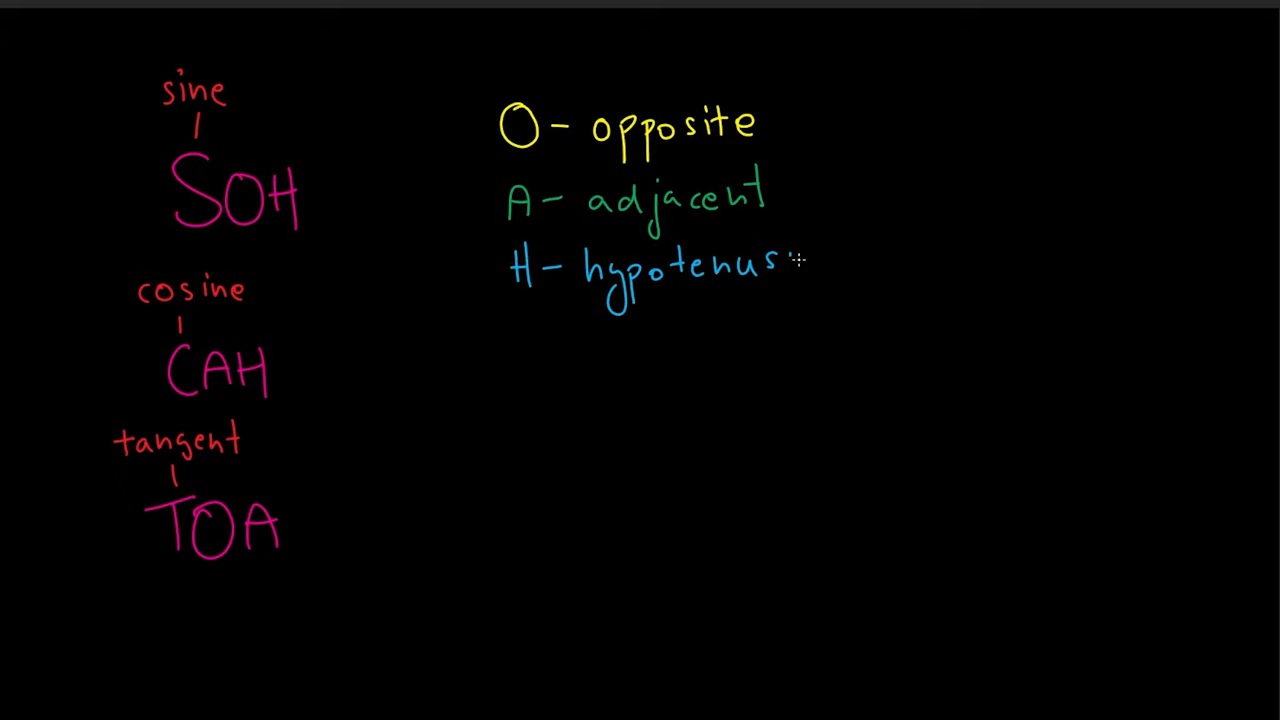 sine
SOH
cosine
CAH
tangent
TOA
O - opposite
A - adjacent
H - hypotenus